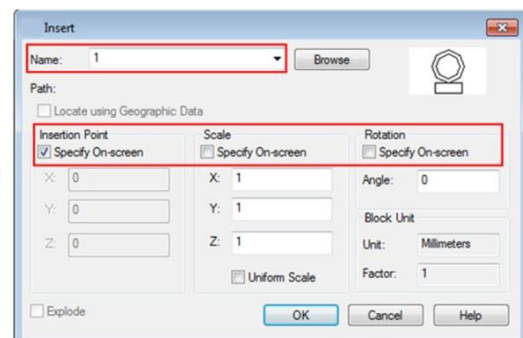 Insert
Name: 1 Browse
Path:
Locate using Geographic Data
Insertion Point Scale Rotation
Specify On-screen Specify On-screen Specify On-screen
X: 0 X: 1 Angle: 0
Y: 0 Y: 1 Block Unit
Z: 0 Z: 1 Unit: Millimeters
Uniform Scale Factor: 1
Explode OK Cancel Help